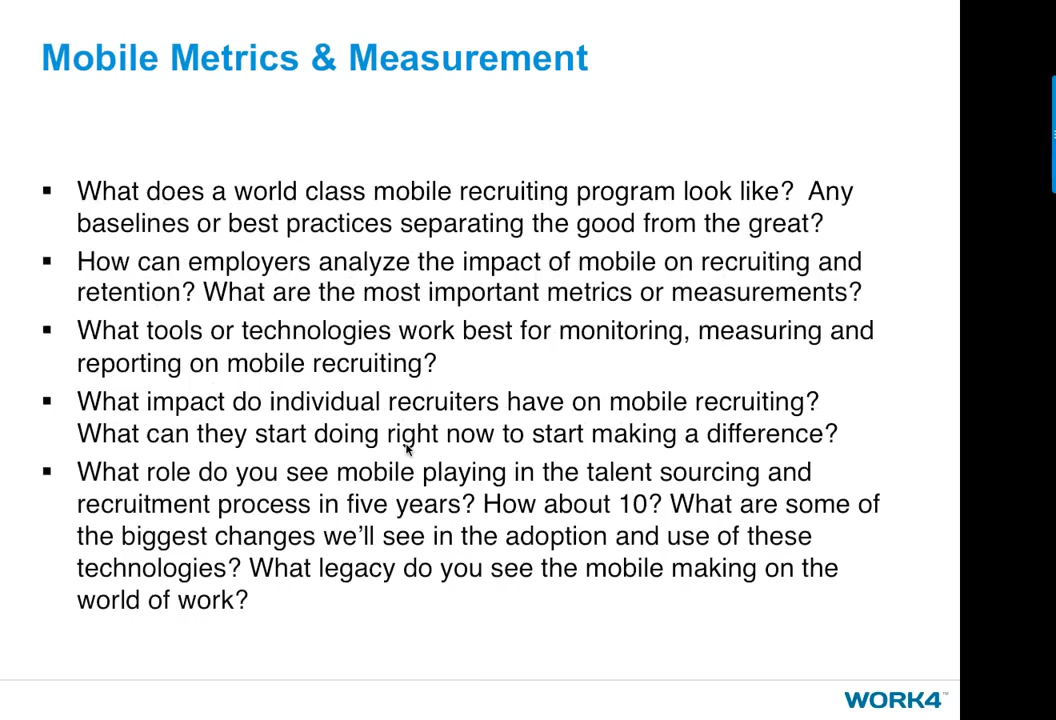 Mobile Metrics & Measurement
▪ What does a world class mobile recruiting program look like?  Any
baselines or best practices separating the good from the great?
▪ How can employers analyze the impact of mobile on recruiting and
retention? What are the most important metrics or measurements?
▪ What tools or technologies work best for monitoring, measuring and
reporting on mobile recruiting?
▪ What impact do individual recruiters have on mobile recruiting?
What can they start doing right now to start making a difference?
▪ What role do you see mobile playing in the talent sourcing and
recruitment process in five years? How about 10? What are some of
the biggest changes we’ll see in the adoption and use of these
technologies? What legacy do you see the mobile making on the
world of work?
WORK4™